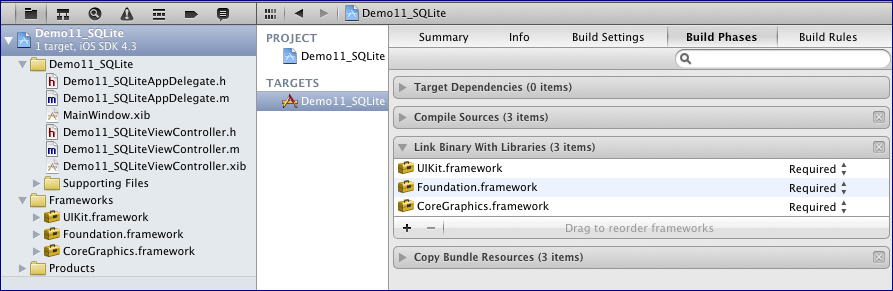 Demo11_SQLite
1 target, iOS SDK 4.3
Demo11_SQLite
Demo11_SQLiteAppDelegate.h
Demo11_SQLiteAppDelegate.m
MainWindow.xib
Demo11_SQLiteViewController.h
Demo11_SQLiteViewController.m
Demo11_SQLiteViewController.xib
Supporting Files
Frameworks
UIKit.framework
Foundation.framework
CoreGraphics.framework
Products
Demo11_SQLite
PROJECT
Demo11_SQLite
TARGETS
Demo11_SQLite
Summary
Info
Build Settings
Build Phases
Build Rules
Target Dependencies (0 items)
Compile Sources (3 items)
Link Binary With Libraries (3 items)
UIKit.framework Required
Foundation.framework Required
CoreGraphics.framework Required
Drag to reorder frameworks
Copy Bundle Resources (3 items)